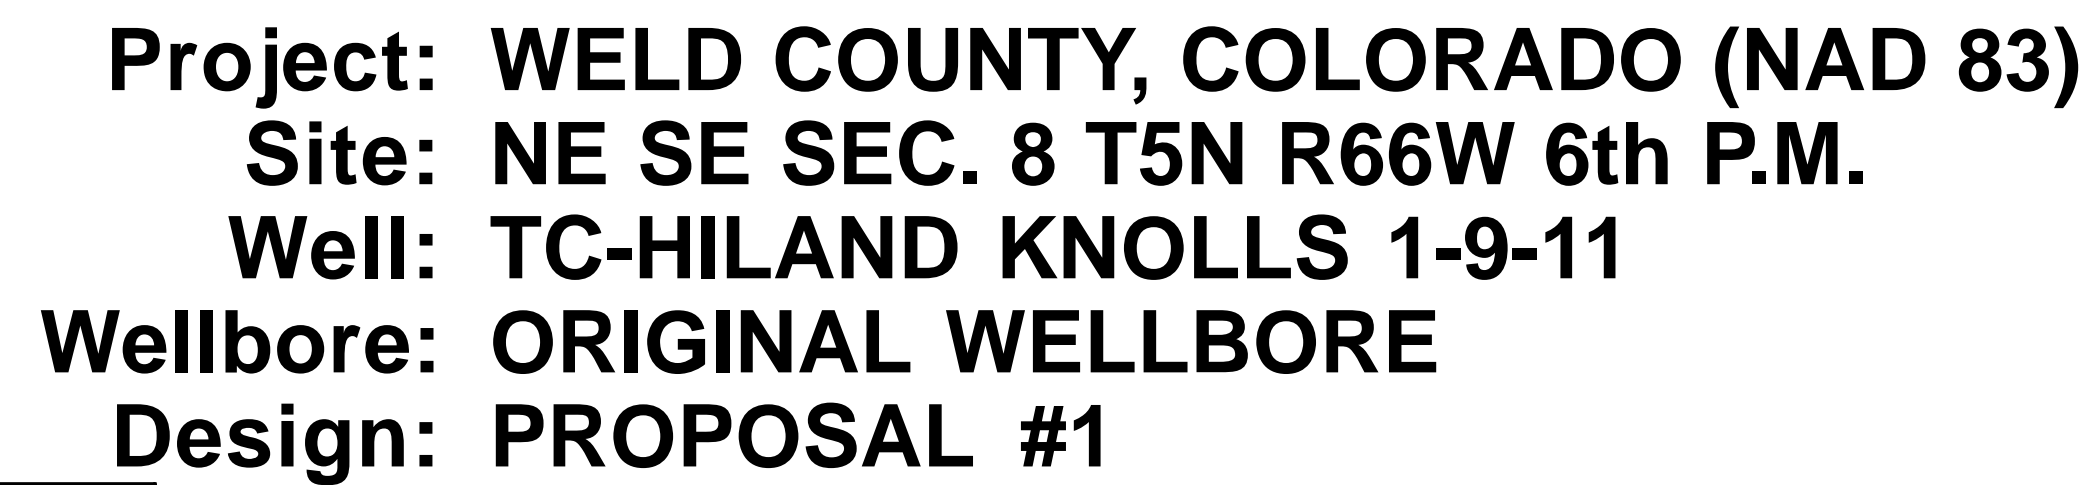 Project: WELD COUNTY, COLORADO (NAD 83)
Site: NE SE SEC. 8 T5N R66W 6th P.M.
Well: TC-HILAND KNOLLS 1-9-11
Wellbore: ORIGINAL WELLBORE
Design: PROPOSAL #1